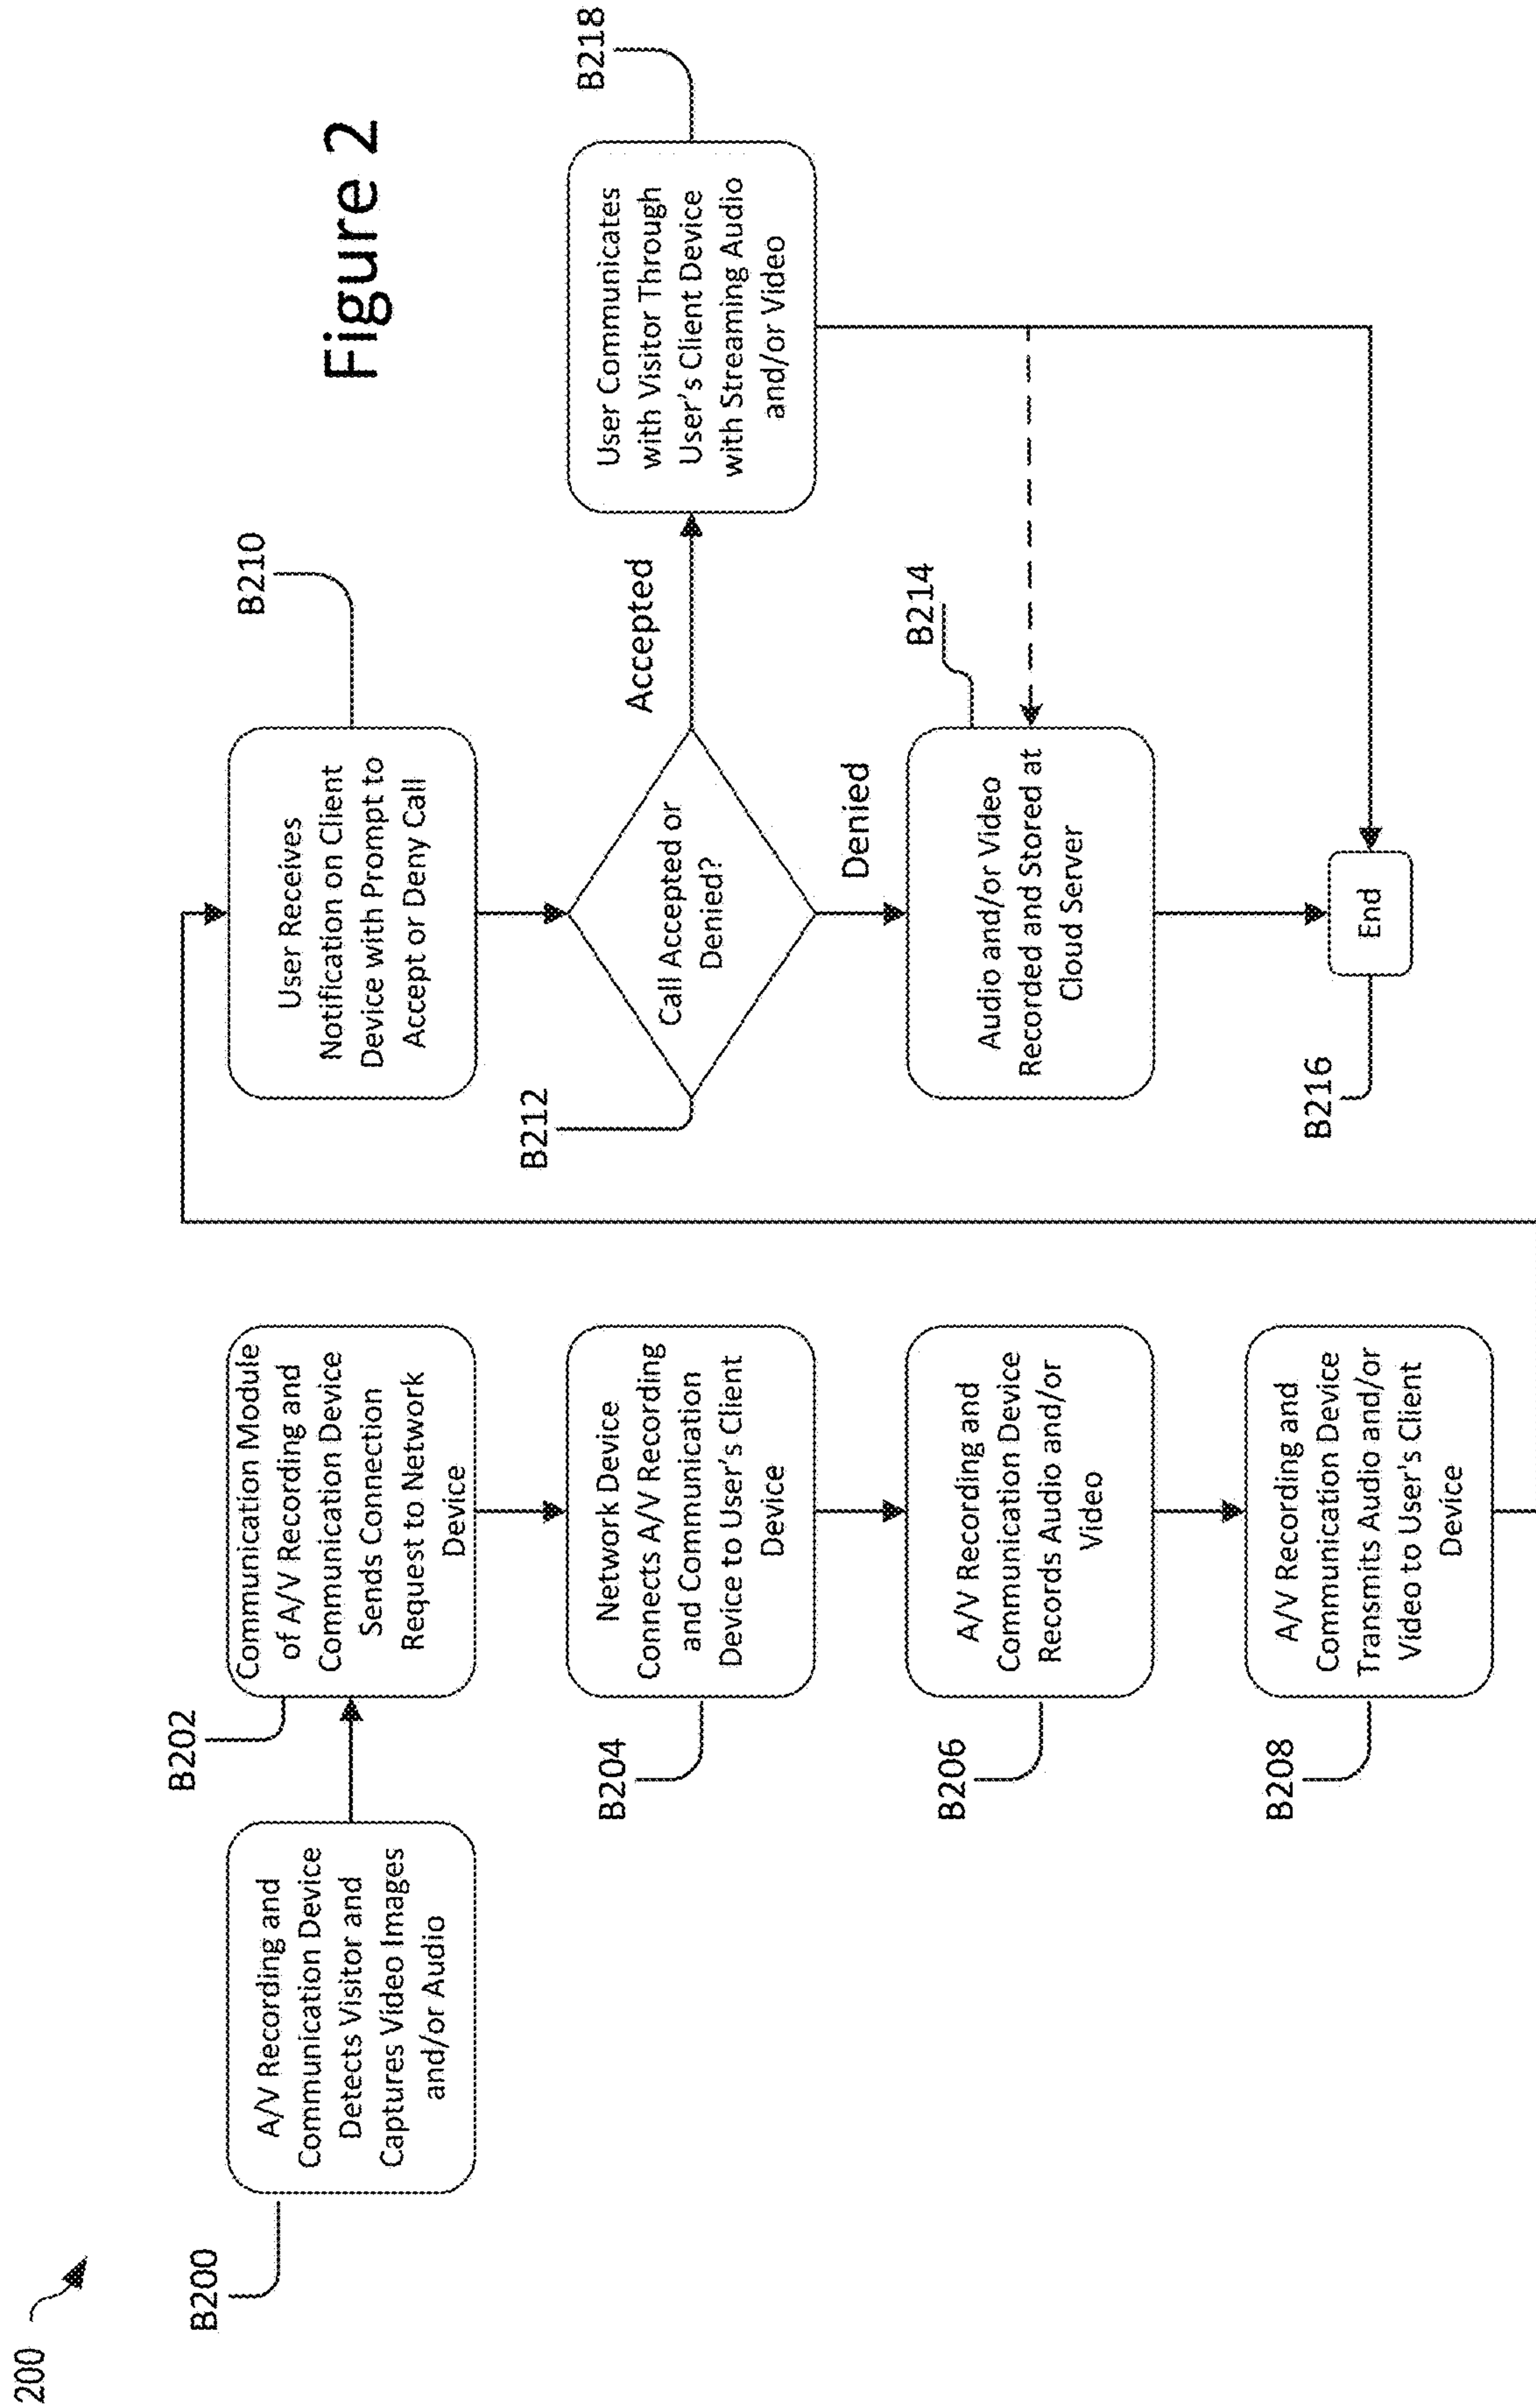 200
Figure 2
B200
A/V Recording and
Communication Device
Detects Visitor and
Captures Video Images
and/or Audio
B202
Communication Module
of A/V Recording and
Communication Device
Sends Connection
Request to Network
Device
B204
Network Device
Connects A/V Recording
and Communication
Device to User's Client
Device
B206
A/V Recording and
Communication Device
Records Audio and/or
Video
B208
A/V Recording and
Communication Device
Transmits Audio and/or
Video to User's Client
Device
B210
User Receives
Notification on Client
Device with Prompt to
Accept or Deny Call
B212
Call Accepted or
Denied?
Accepted
Denied
B218
User Communicates
with Visitor Through
User's Client Device
with Streaming Audio
and/or Video
B214
Audio and/or Video
Recorded and Stored at
Cloud Server
B216
End